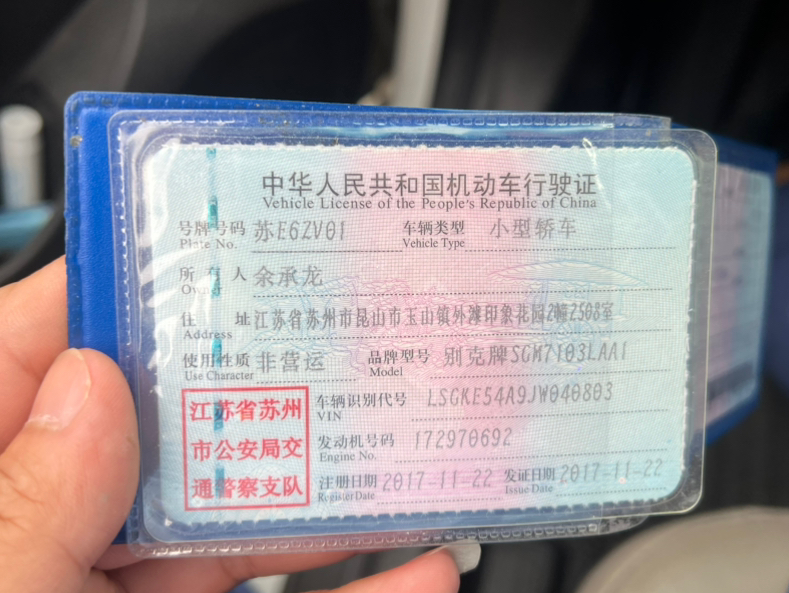 中华人民共和国机动车行驶证
Vehicle License of the People's Republic of China
号牌号码 苏E6ZV01 车辆类型 小型轿车
Plate No. Vehicle Type
所有人 余承龙
Owner
住址 江苏省苏州市昆山市玉山镇外滩印象花园2幢2508室
Address
使用性质 非营运 品牌型号 别克牌SGM7103LAA1
Use Character Model
江苏省苏州 车辆识别代号 LSGKE54A9JW040803
VIN
市公安局交 发动机号码 172970692
Engine No.
通警察支队 注册日期 2017-11-22 发证日期 2017-11-22
Register Date Issue Date